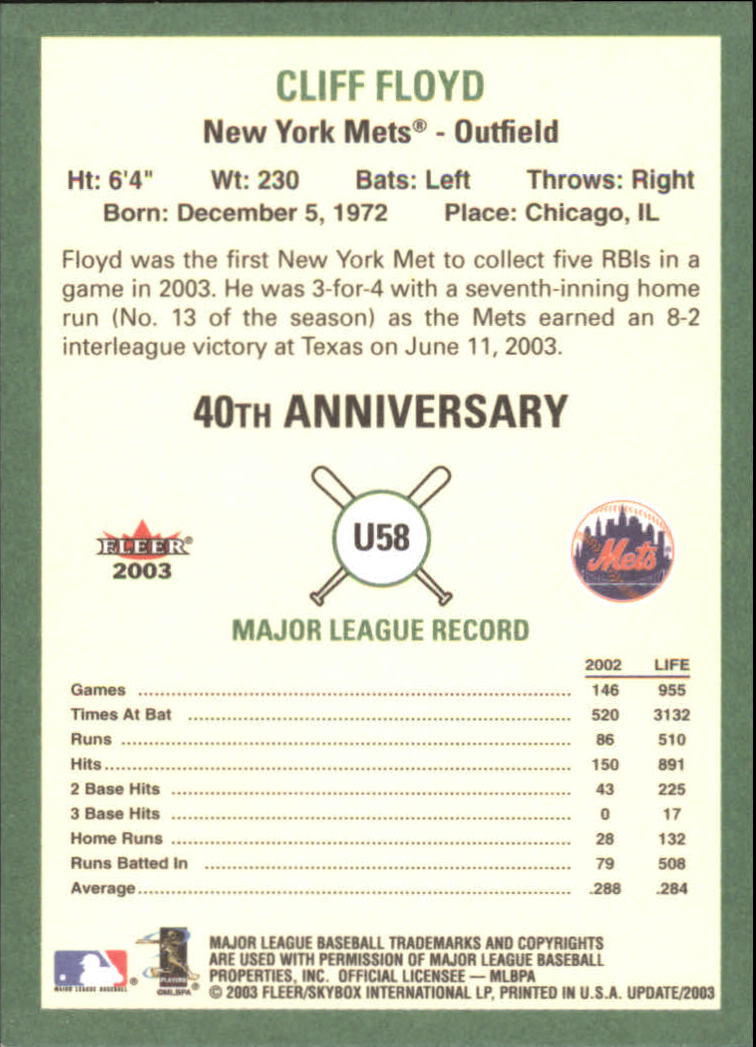 CLIFF FLOYD
New York Mets® - Outfield
Ht: 6'4" Wt: 230 Bats: Left Throws: Right
Born: December 5, 1972 Place: Chicago, IL
Floyd was the first New York Met to collect five RBIs in a
game in 2003. He was 3-for-4 with a seventh-inning home
run (No. 13 of the season) as the Mets earned an 8-2
interleague victory at Texas on June 11, 2003.
40TH ANNIVERSARY
FLEER®
2003
U58
Mets
MAJOR LEAGUE RECORD
2002 LIFE
Games 146 955
Times At Bat 520 3132
Runs 86 510
Hits 150 891
2 Base Hits 43 225
3 Base Hits 0 17
Home Runs 28 132
Runs Batted In 79 508
Average .288 .284
MAJOR LEAGUE BASEBALL®
PLAYERS
©MLBPA®
MAJOR LEAGUE BASEBALL TRADEMARKS AND COPYRIGHTS
ARE USED WITH PERMISSION OF MAJOR LEAGUE BASEBALL
PROPERTIES, INC. OFFICIAL LICENSEE — MLBPA
© 2003 FLEER/SKYBOX INTERNATIONAL LP, PRINTED IN U.S.A. UPDATE/2003